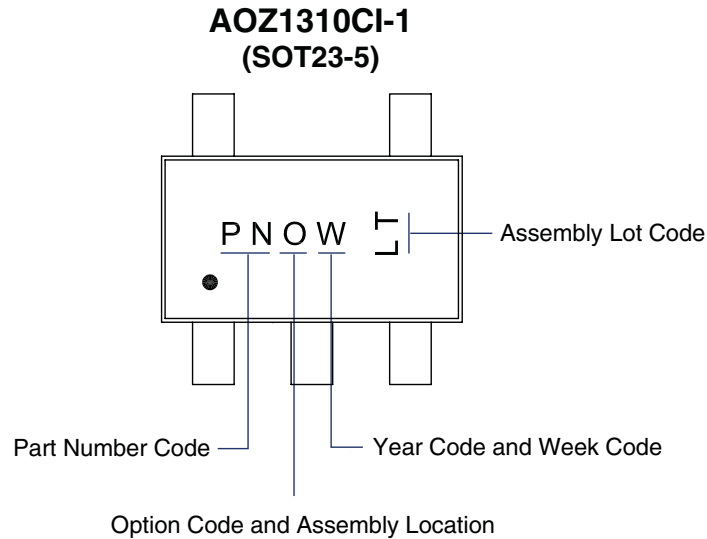 AOZ1310CI-1
(SOT23-5)
P N O W
LT
Assembly Lot Code
Part Number Code
Year Code and Week Code
Option Code and Assembly Location